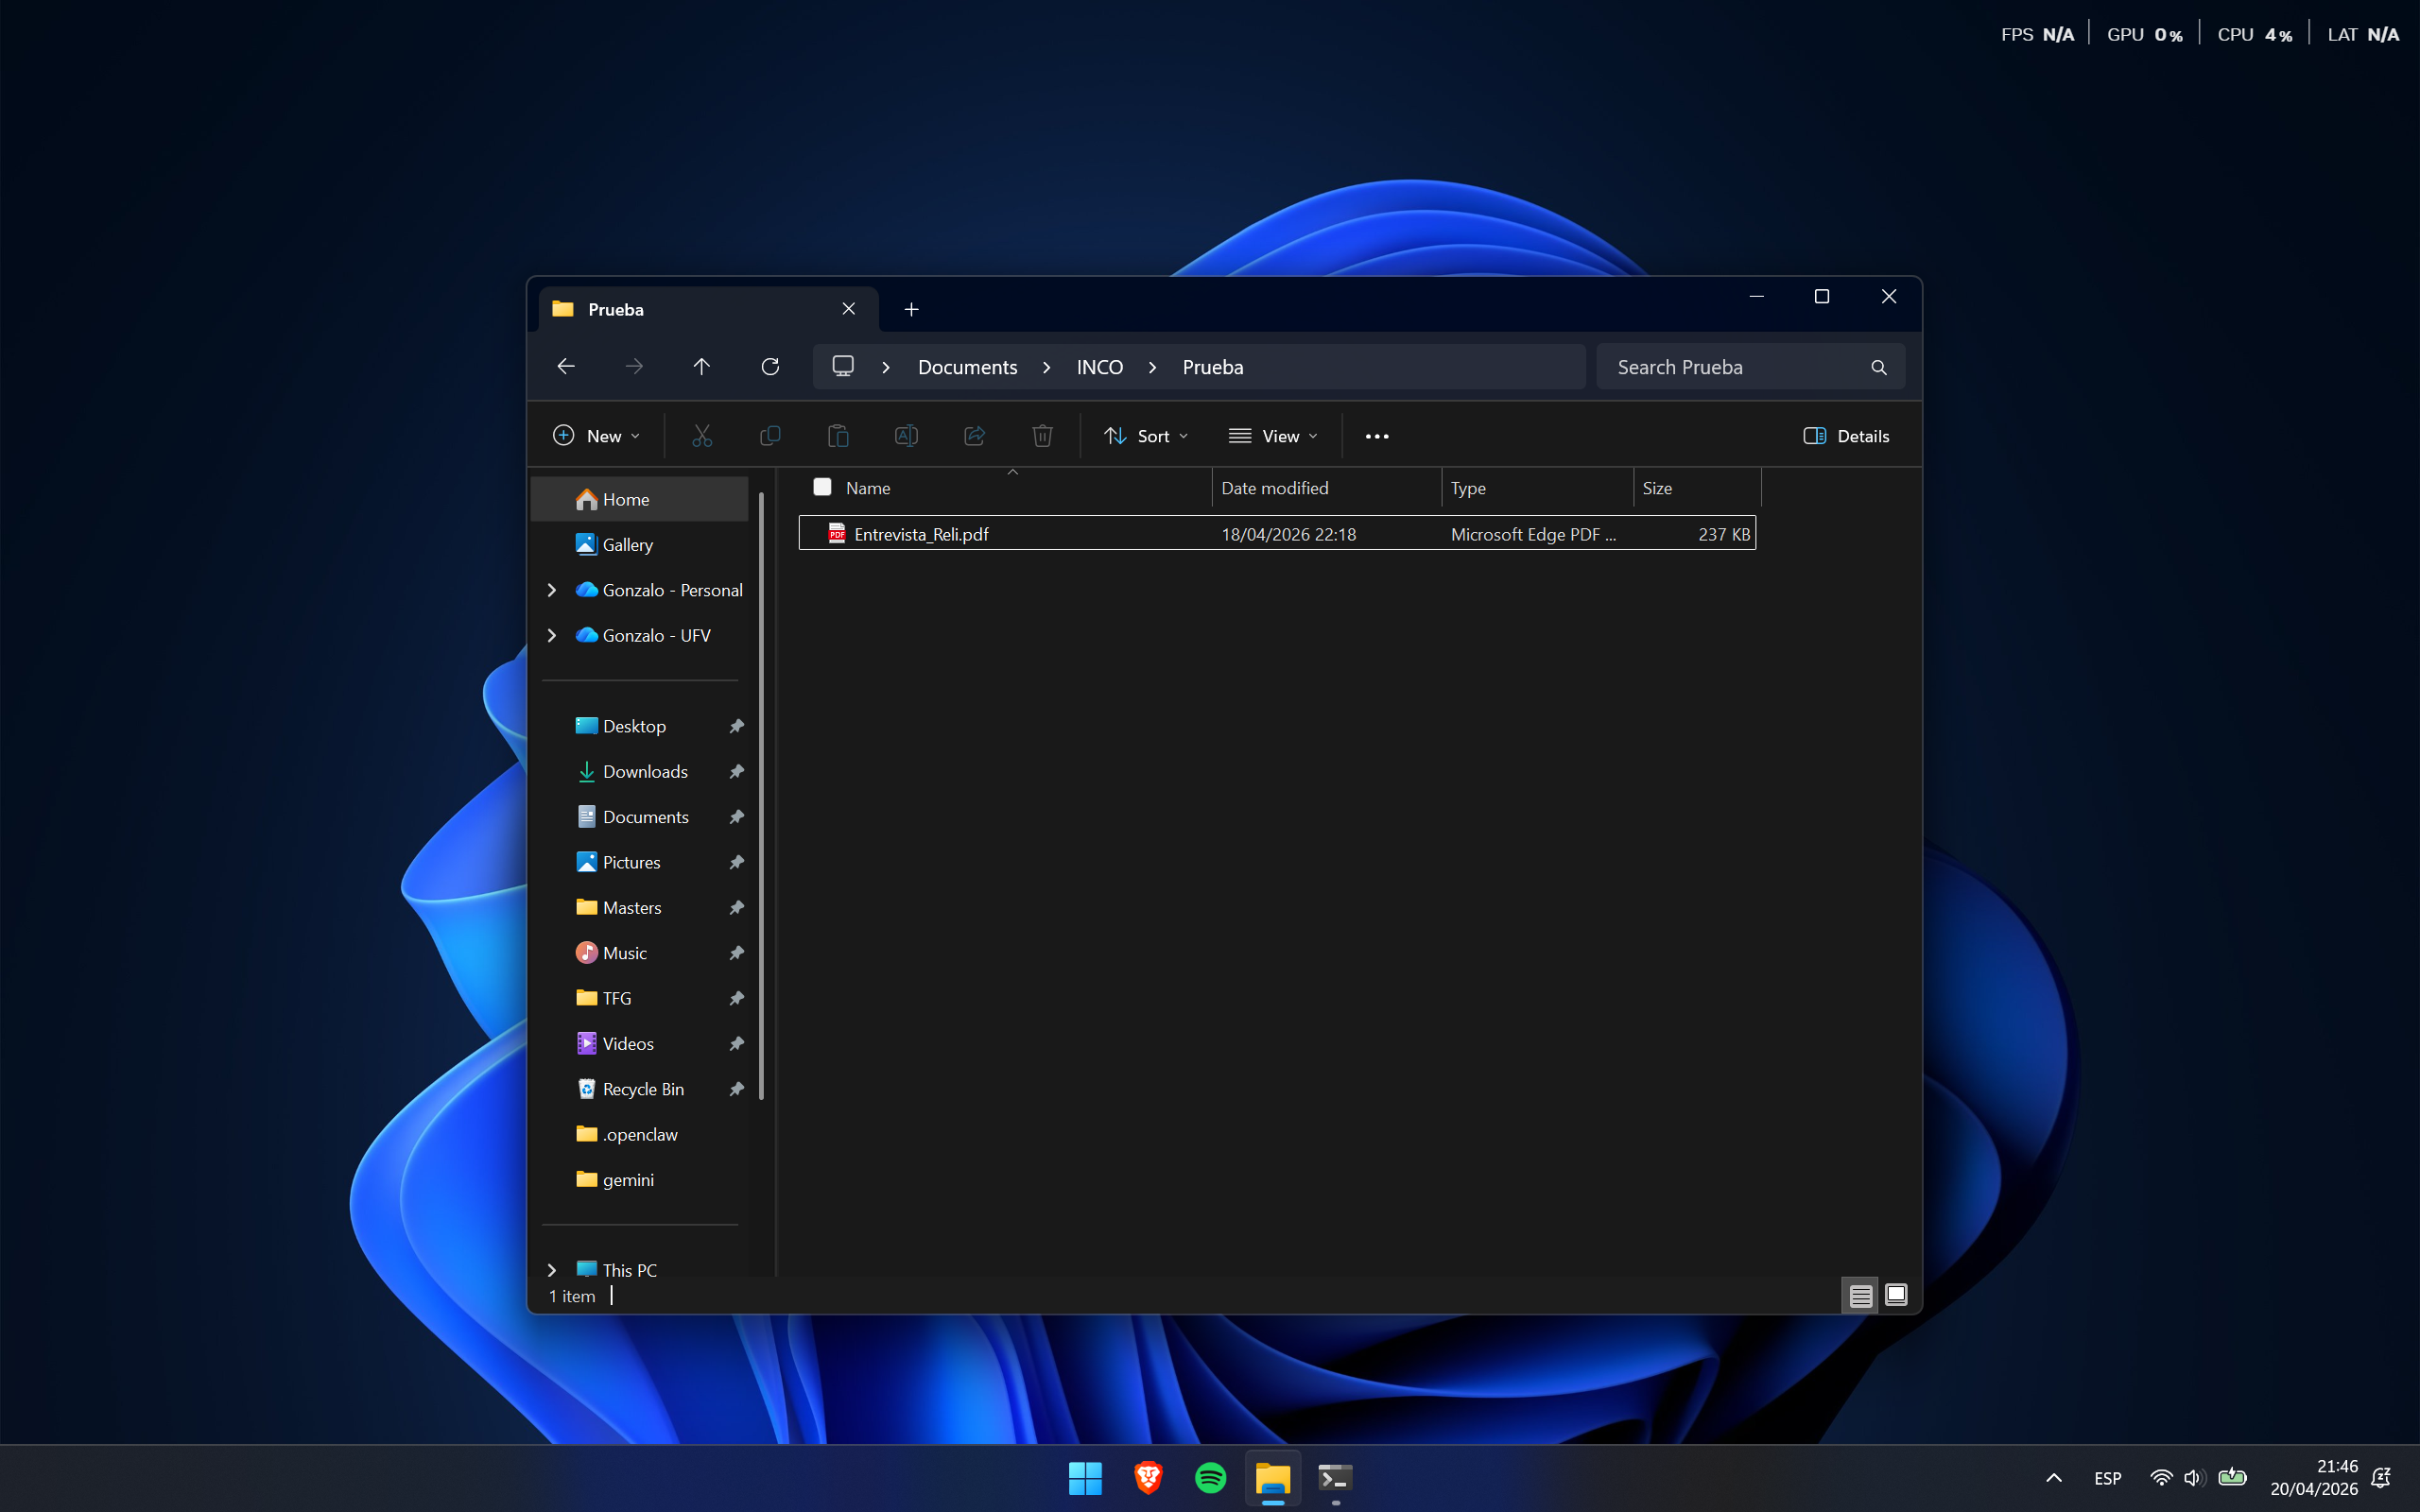 FPS N/A GPU 0% CPU 4% LAT N/A
Prueba
Documents INCO Prueba
Search Prueba
New
Sort
View
Details
Name Date modified Type Size
Entrevista_Reli.pdf 18/04/2026 22:18 Microsoft Edge PDF ... 237 KB
Home
Gallery
Gonzalo - Personal
Gonzalo - UFV
Desktop
Downloads
Documents
Pictures
Masters
Music
TFG
Videos
Recycle Bin
.openclaw
gemini
This PC
1 item
ESP
21:46
20/04/2026